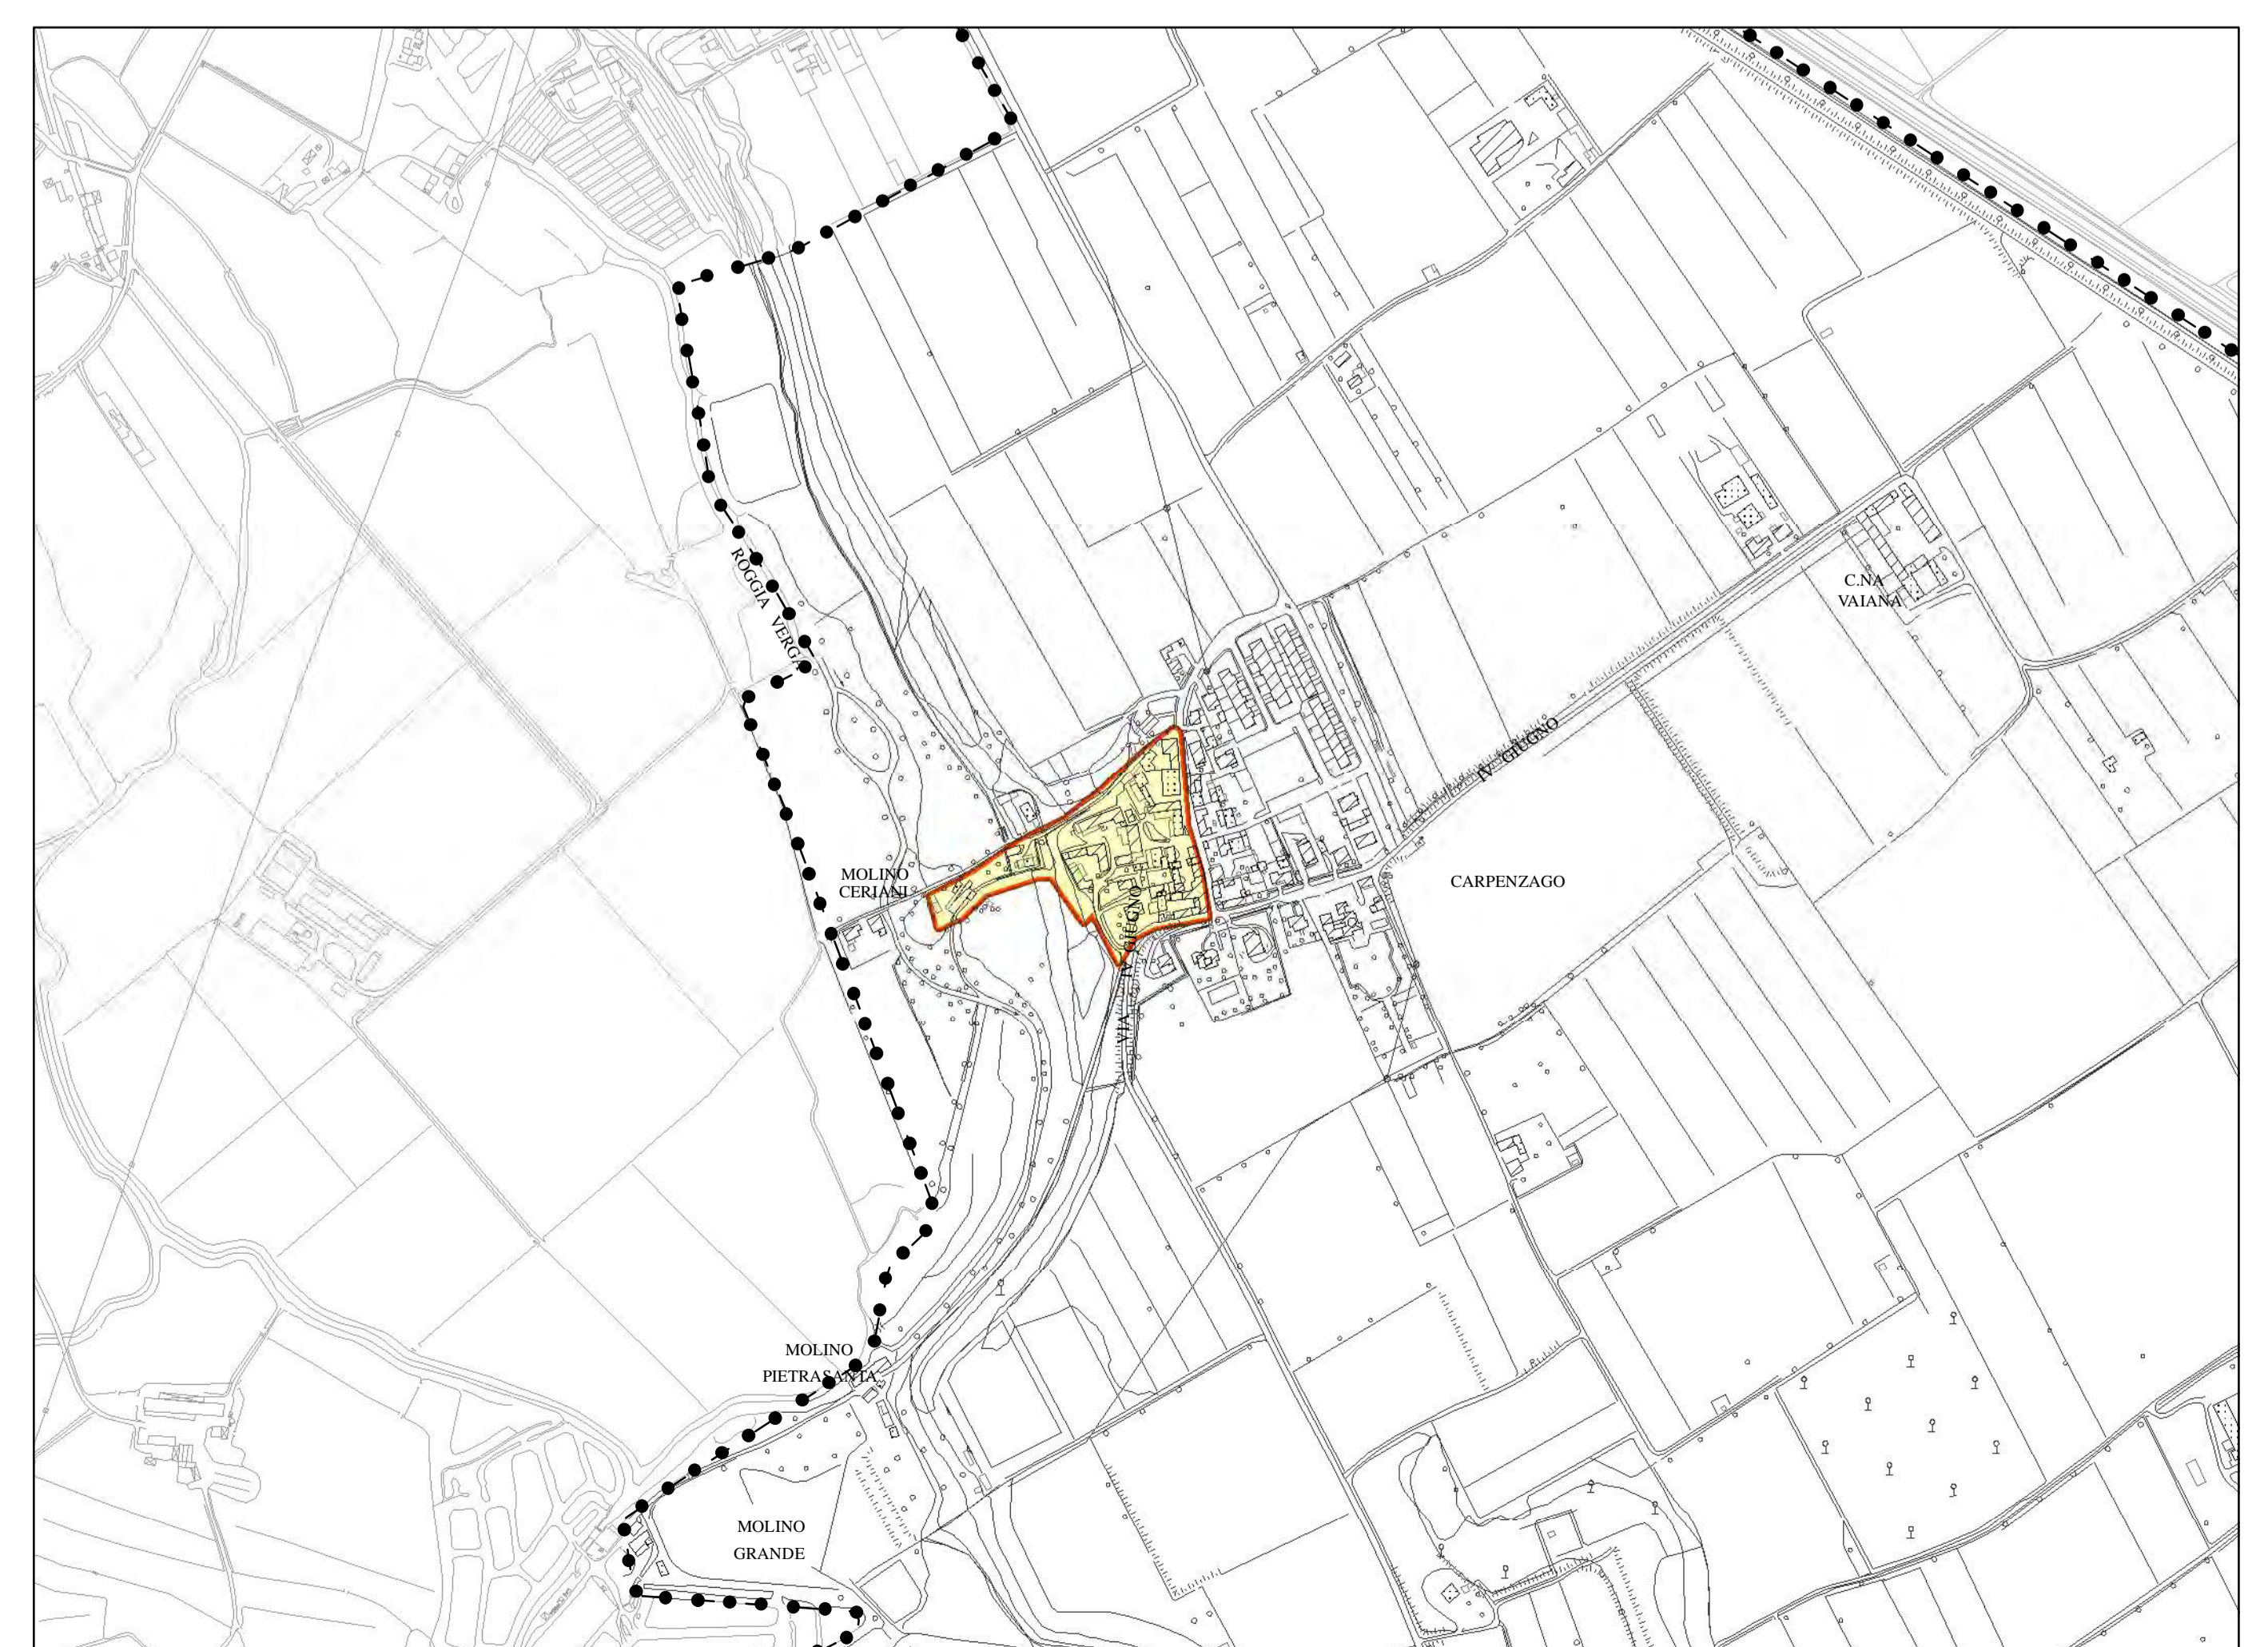 ROGGIA VERGA
C.NA
VAIANA
IV GIUGNO
MOLINO
CERIANI
CARPENZAGO
VIA IV GIUGNO
MOLINO
PIETRASANTA
MOLINO
GRANDE